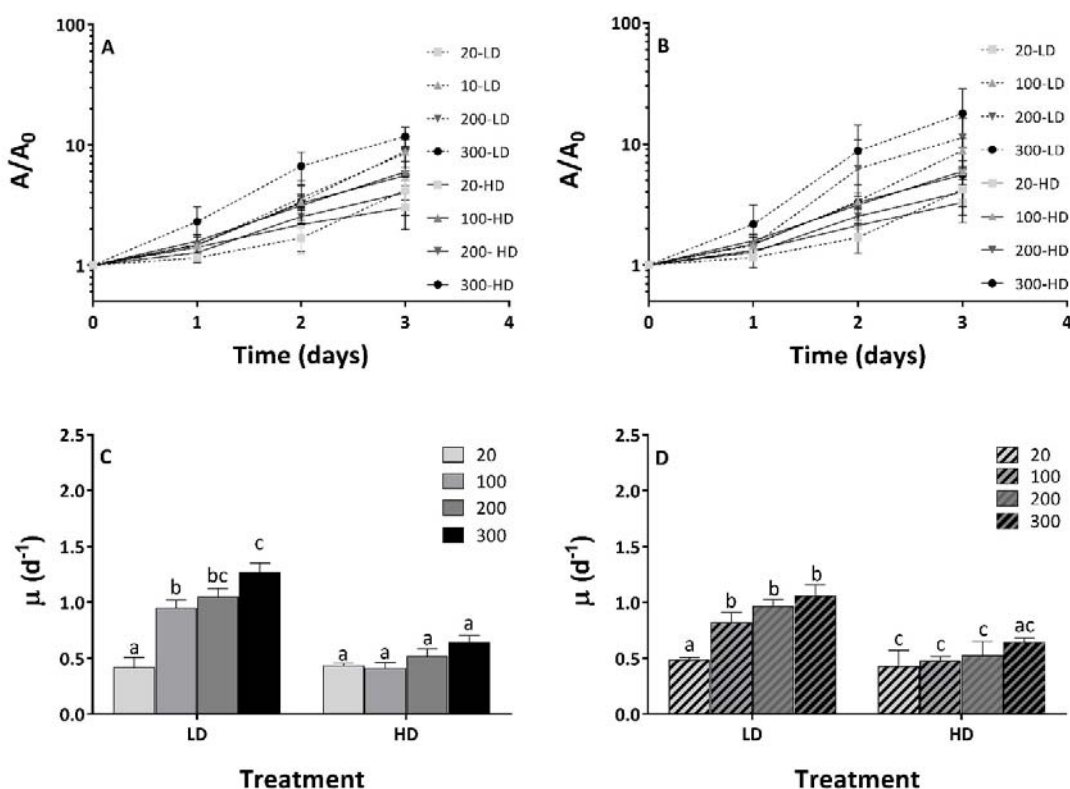 A
100
10
1
A/A0
0
1
2
3
4
Time (days)
20-LD
10-LD
200-LD
300-LD
20-HD
100-HD
200- HD
300-HD
B
100
10
1
A/A0
0
1
2
3
4
Time (days)
20-LD
100-LD
200-LD
300-LD
20-HD
100-HD
200-HD
300-HD
C
2.5
2.0
1.5
1.0
0.5
0.0
μ (d-1)
20
100
200
300
a
b
bc
c
a
a
a
a
LD
HD
Treatment
D
2.5
2.0
1.5
1.0
0.5
0.0
μ (d-1)
20
100
200
300
a
b
b
b
c
c
c
ac
LD
HD
Treatment